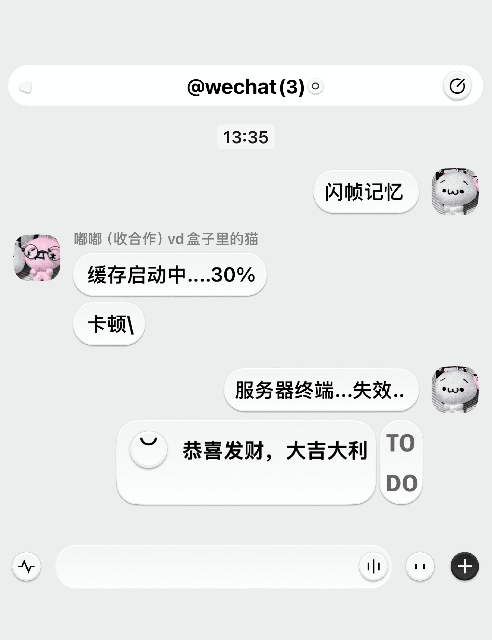 @wechat(3)
13:35
闪帧记忆
嘟嘟（收合作）vd盒子里的猫
缓存启动中....30%
卡顿\
服务器终端...失效..
恭喜发财，大吉大利
TO
DO